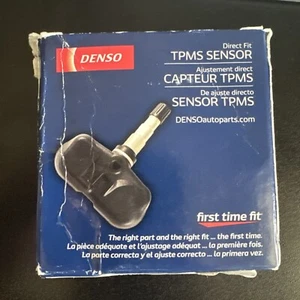 DENSO
Direct Fit
TPMS SENSOR
Ajustement direct
CAPTEUR TPMS
De ajuste directo
SENSOR TPMS
DENSOautoparts.com
first time fit
The right part and the right fit ... the first time.
La pièce adéquate et l'ajustage adéquat ... la première fois.
La parte correcta y el ajuste correcto ... la primera vez.